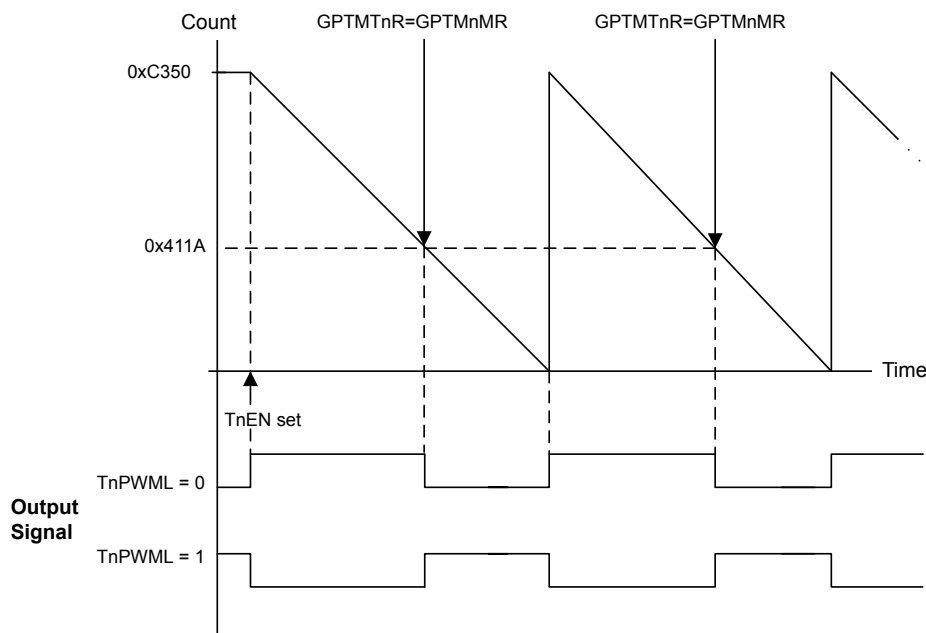 Count
GPTMTnR=GPTMnMR
GPTMTnR=GPTMnMR
0xC350
0x411A
Time
TnEN set
TnPWML = 0
Output
Signal
TnPWML = 1